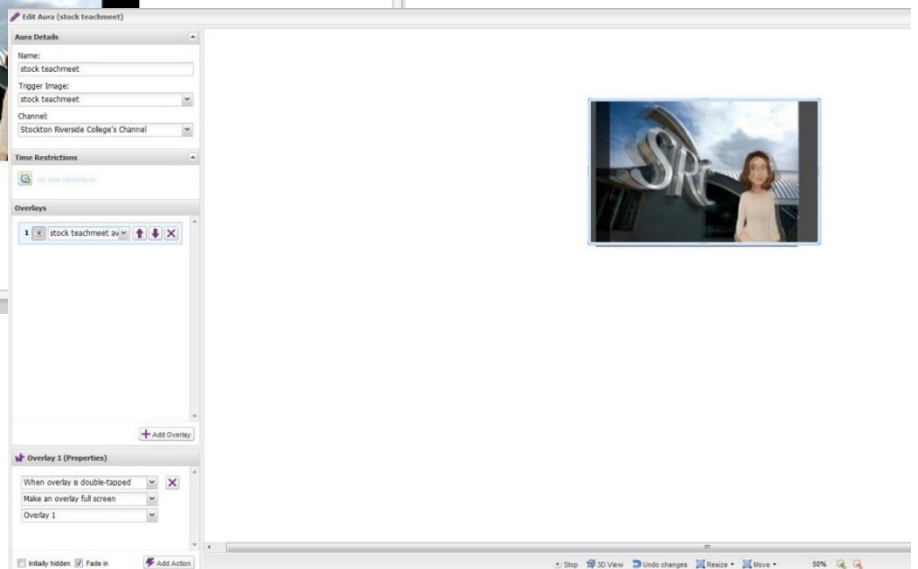 Edit Aura (stock teachmeet)
Aura Details
Name:
stock teachmeet
Trigger Image:
stock teachmeet
Channel:
Stockton Riverside College's Channel
Time Restrictions
No time restrictions
Overlays
1 stock teachmeet av
Add Overlay
Overlay 1 (Properties)
When overlay is double-tapped
Make an overlay full screen
Overlay 1
Initially hidden Fade in Add Action
SRC
Stop 3D View Undo changes Resize Move 50%